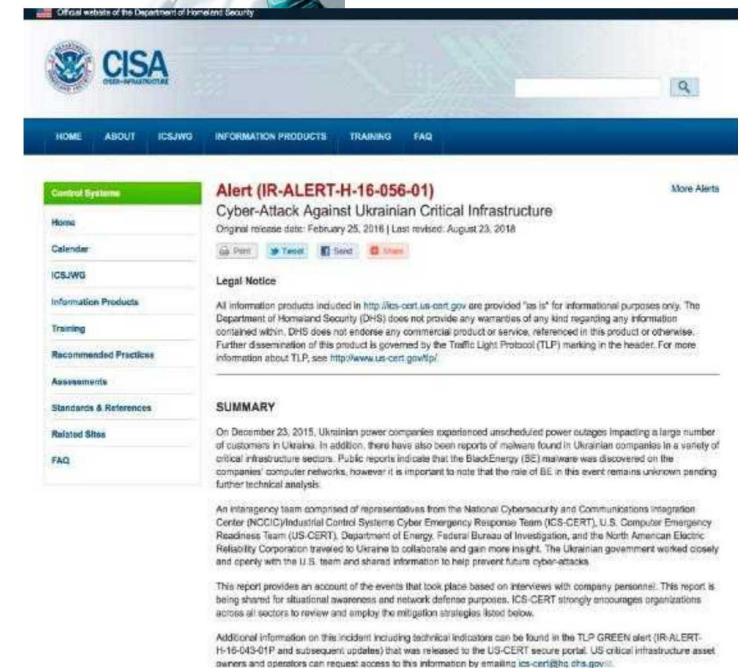 Official website of the Department of Homeland Security
CISA
CYBER+INFRASTRUCTURE
HOME ABOUT ICSJWG INFORMATION PRODUCTS TRAINING FAQ
Control Systems
Home
Calendar
ICSJWG
Information Products
Training
Recommended Practices
Assessments
Standards & References
Related Sites
FAQ
Alert (IR-ALERT-H-16-056-01)
More Alerts
Cyber-Attack Against Ukrainian Critical Infrastructure
Original release date: February 25, 2016 | Last revised: August 23, 2018
Print Tweet Send Share
Legal Notice
All information products included in http://ics-cert.us-cert.gov are provided "as is" for informational purposes only. The
Department of Homeland Security (DHS) does not provide any warranties of any kind regarding any information
contained within. DHS does not endorse any commercial product or service, referenced in this product or otherwise.
Further dissemination of this product is governed by the Traffic Light Protocol (TLP) marking in the header. For more
information about TLP, see http://www.us-cert.gov/tlp/.
SUMMARY
On December 23, 2015, Ukrainian power companies experienced unscheduled power outages impacting a large number
of customers in Ukraine. In addition, there have also been reports of malware found in Ukrainian companies in a variety of
critical infrastructure sectors. Public reports indicate that the BlackEnergy (BE) malware was discovered on the
companies' computer networks, however it is important to note that the role of BE in this event remains unknown pending
further technical analysis.
An interagency team comprised of representatives from the National Cybersecurity and Communications Integration
Center (NCCIC)/Industrial Control Systems Cyber Emergency Response Team (ICS-CERT), U.S. Computer Emergency
Readiness Team (US-CERT), Department of Energy, Federal Bureau of Investigation, and the North American Electric
Reliability Corporation traveled to Ukraine to collaborate and gain more insight. The Ukrainian government worked closely
and openly with the U.S. team and shared information to help prevent future cyber-attacks.
This report provides an account of the events that took place based on interviews with company personnel. This report is
being shared for situational awareness and network defense purposes. ICS-CERT strongly encourages organizations
across all sectors to review and employ the mitigation strategies listed below.
Additional information on this incident including technical indicators can be found in the TLP GREEN alert (IR-ALERT-
H-16-043-01P and subsequent updates) that was released to the US-CERT secure portal. US critical infrastructure asset
owners and operators can request access to this information by emailing ics-cert@hq.dhs.gov.